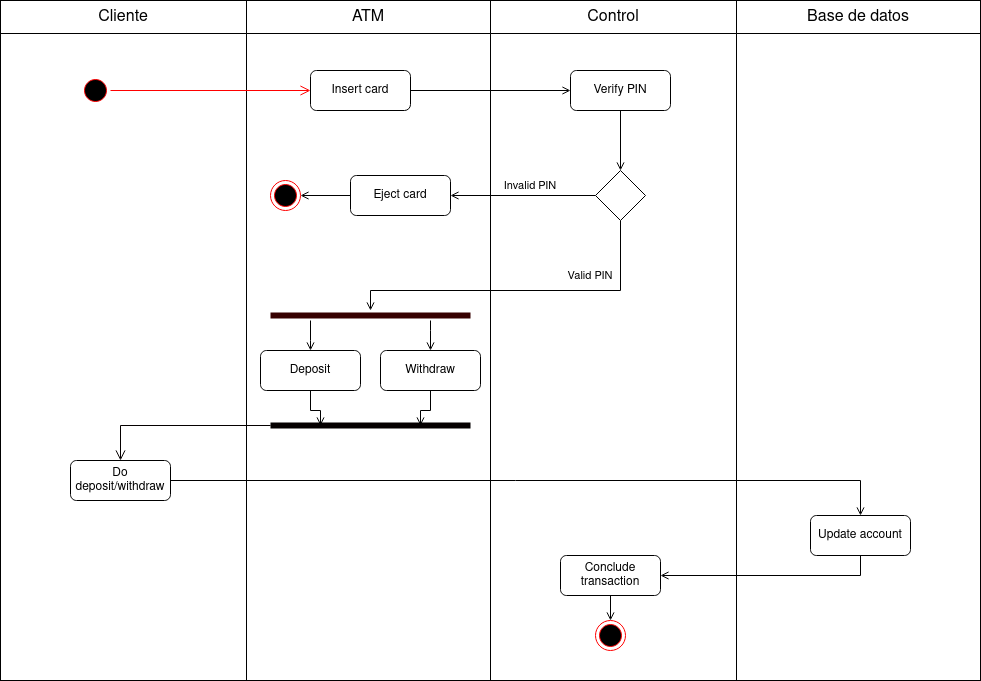 Cliente
ATM
Control
Base de datos
Insert card
Verify PIN
Eject card
Invalid PIN
Valid PIN
Deposit
Withdraw
Do
deposit/withdraw
Update account
Conclude
transaction